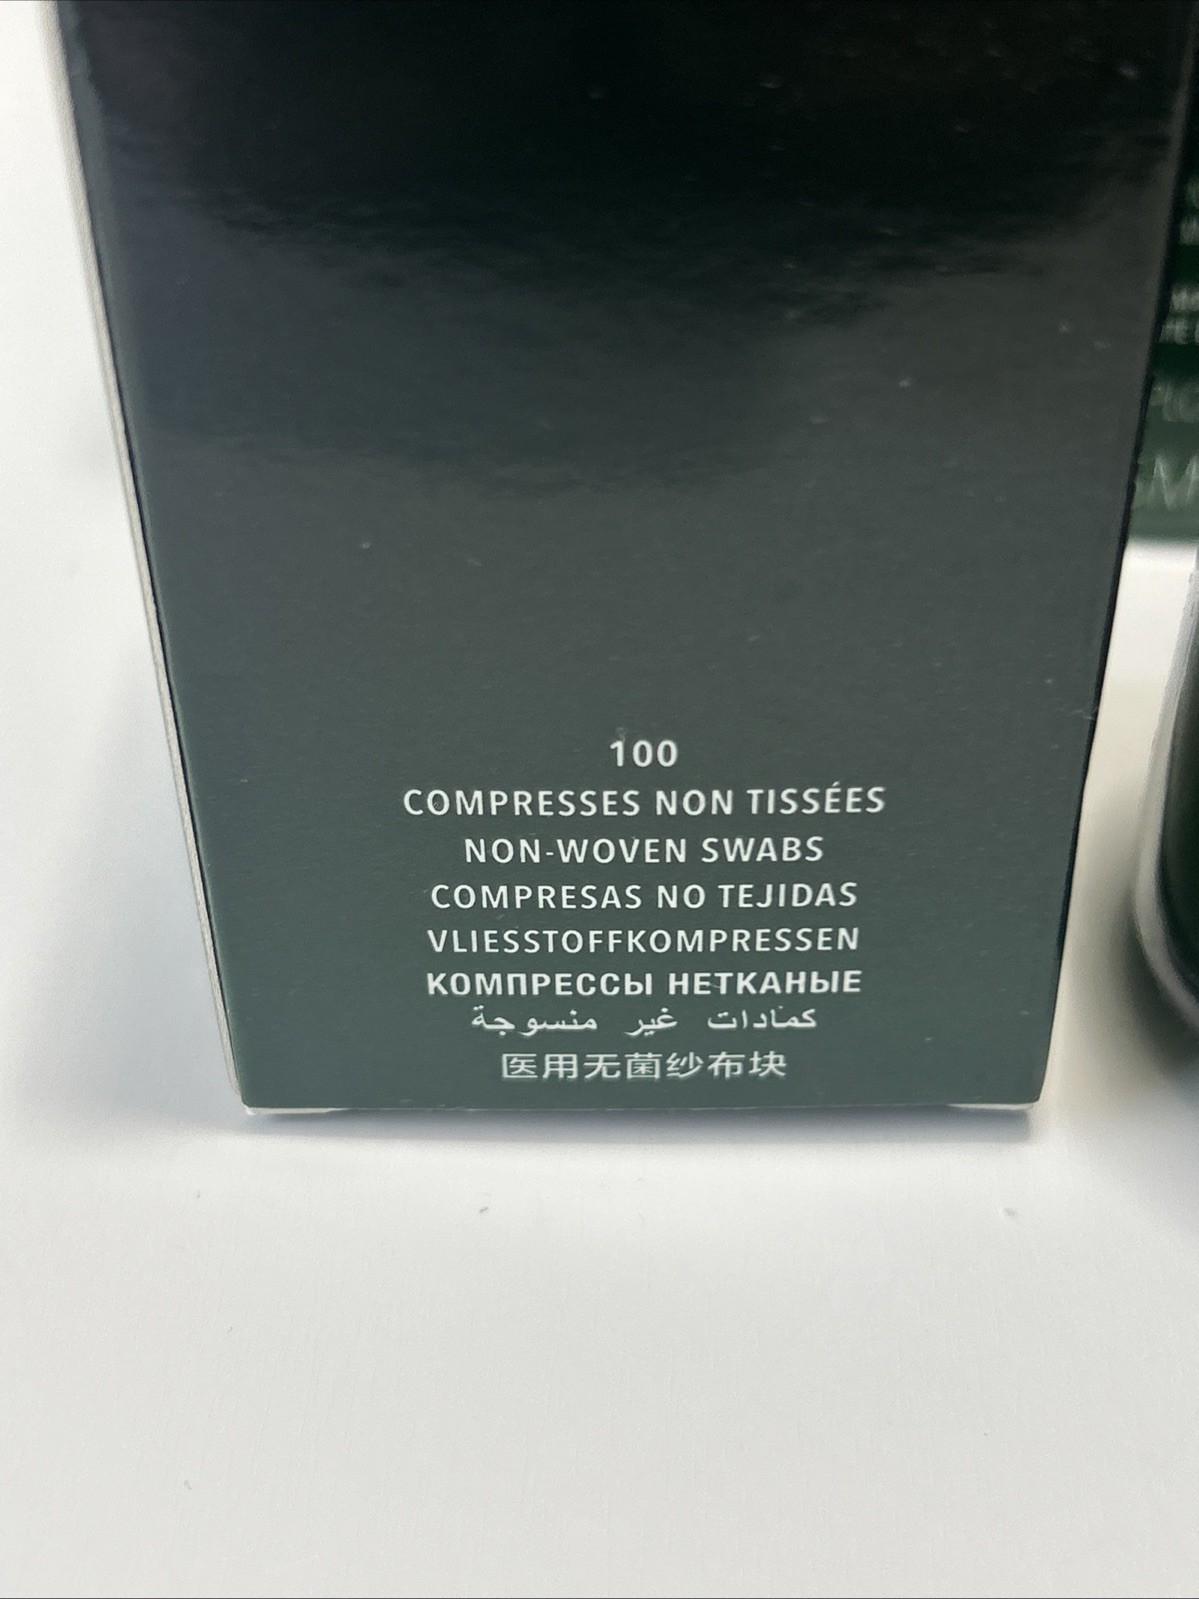 100
COMPRESSES NON TISSÉES
NON-WOVEN SWABS
COMPRESAS NO TEJIDAS
VLIESSTOFFKOMPRESSEN
КОМПРЕССЫ НЕТКАНЫЕ
كمادات غير منسوجة
医用无菌纱布块